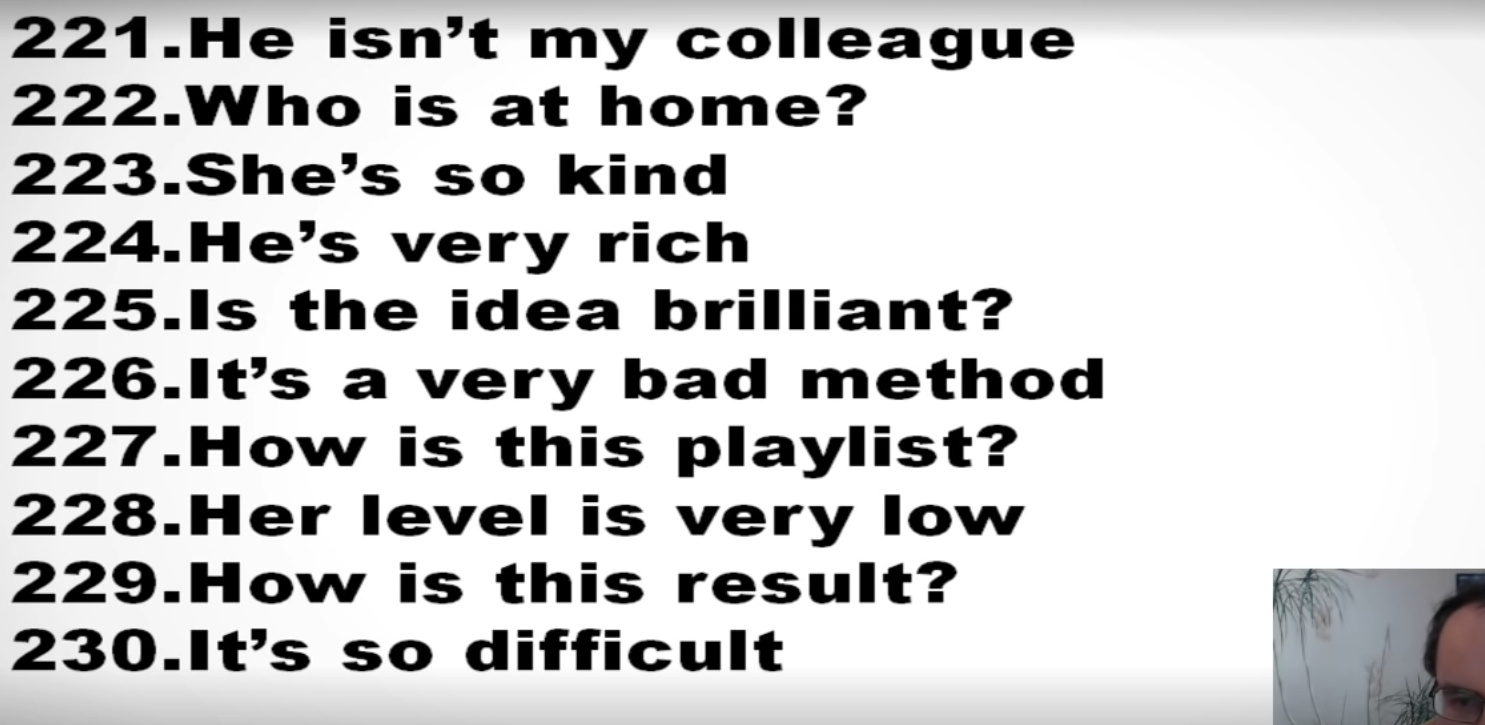 221.He isn’t my colleague
222.Who is at home?
223.She’s so kind
224.He’s very rich
225.Is the idea brilliant?
226.It’s a very bad method
227.How is this playlist?
228.Her level is very low
229.How is this result?
230.It’s so difficult